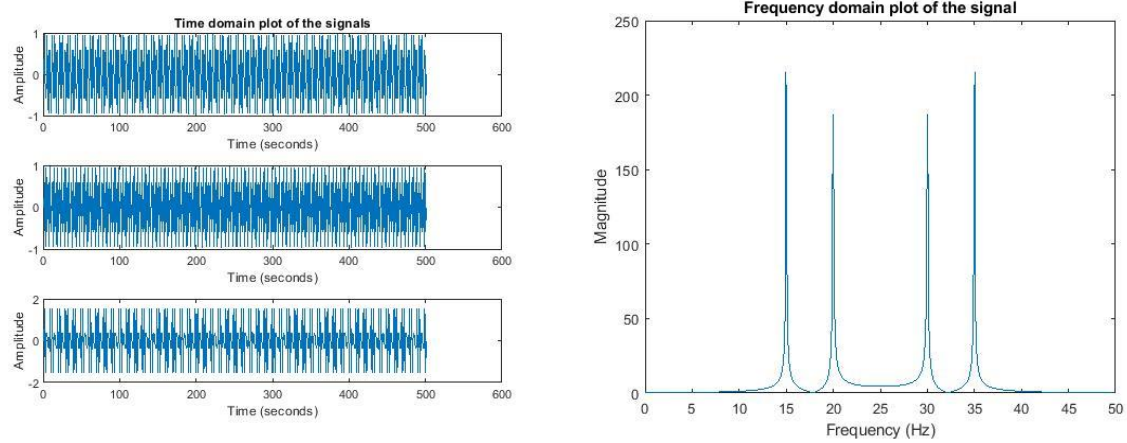 Time domain plot of the signals
Amplitude
1
0
-1
0 100 200 300 400 500 600
Time (seconds)
Amplitude
1
0
-1
0 100 200 300 400 500 600
Time (seconds)
Amplitude
2
0
-2
0 100 200 300 400 500 600
Time (seconds)
Frequency domain plot of the signal
Magnitude
250
200
150
100
50
0
0 5 10 15 20 25 30 35 40 45 50
Frequency (Hz)